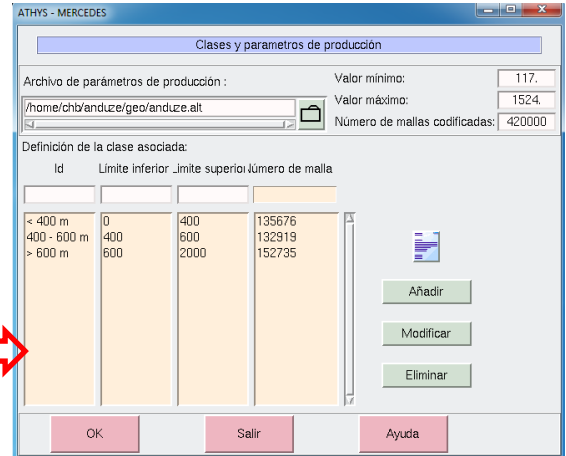 ATHYS - MERCEDES
Clases y parametros de producción
Archivo de parámetros de producción :
/home/chb/anduze/geo/anduze.alt
Valor mínimo: 117.
Valor máximo: 1524.
Número de mallas codificadas: 420000
Definición de la clase asociada:
Id Límite inferior Límite superior Número de malla
< 400 m 0 400 135676
400 - 600 m 400 600 132919
> 600 m 600 2000 152735
Añadir
Modificar
Eliminar
OK Salir Ayuda